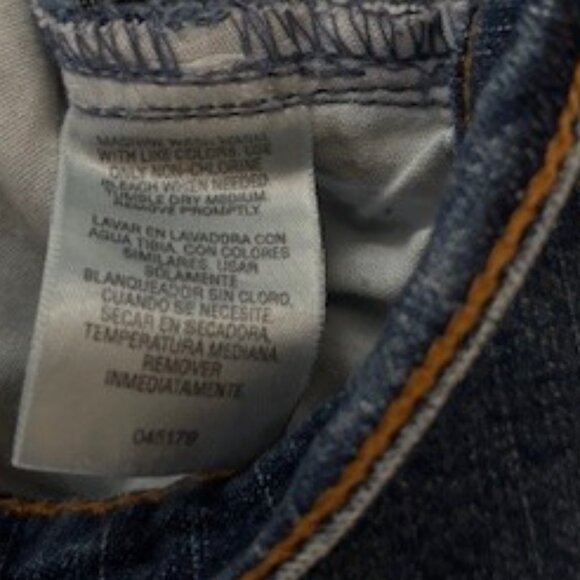 MACHINE WASH WARM
WITH LIKE COLORS. USE
ONLY NON-CHLORINE
BLEACH WHEN NEEDED.
TUMBLE DRY MEDIUM.
REMOVE PROMPTLY.
LAVAR EN LAVADORA CON
AGUA TIBIA, CON COLORES
SIMILARES. USAR
SOLAMENTE
BLANQUEADOR SIN CLORO,
CUANDO SE NECESITE.
SECAR EN SECADORA,
TEMPERATURA MEDIANA.
REMOVER
INMEDIATAMENTE.
045179